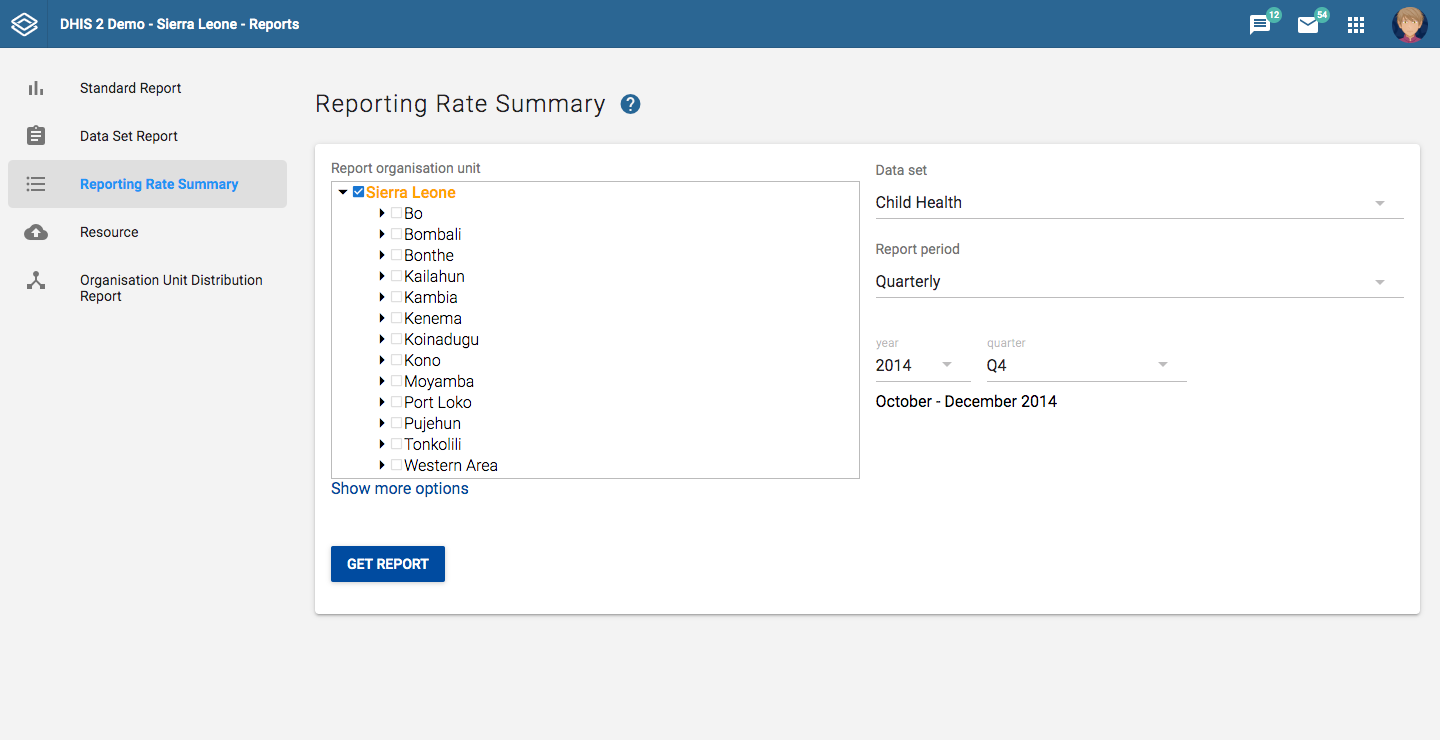 DHIS 2 Demo - Sierra Leone - Reports
12
54
Standard Report
Data Set Report
Reporting Rate Summary
Resource
Organisation Unit Distribution
Report
Reporting Rate Summary
?
Report organisation unit
Sierra Leone
Bo
Bombali
Bonthe
Kailahun
Kambia
Kenema
Koinadugu
Kono
Moyamba
Port Loko
Pujehun
Tonkolili
Western Area
Show more options
GET REPORT
Data set
Child Health
Report period
Quarterly
year
2014
quarter
Q4
October - December 2014